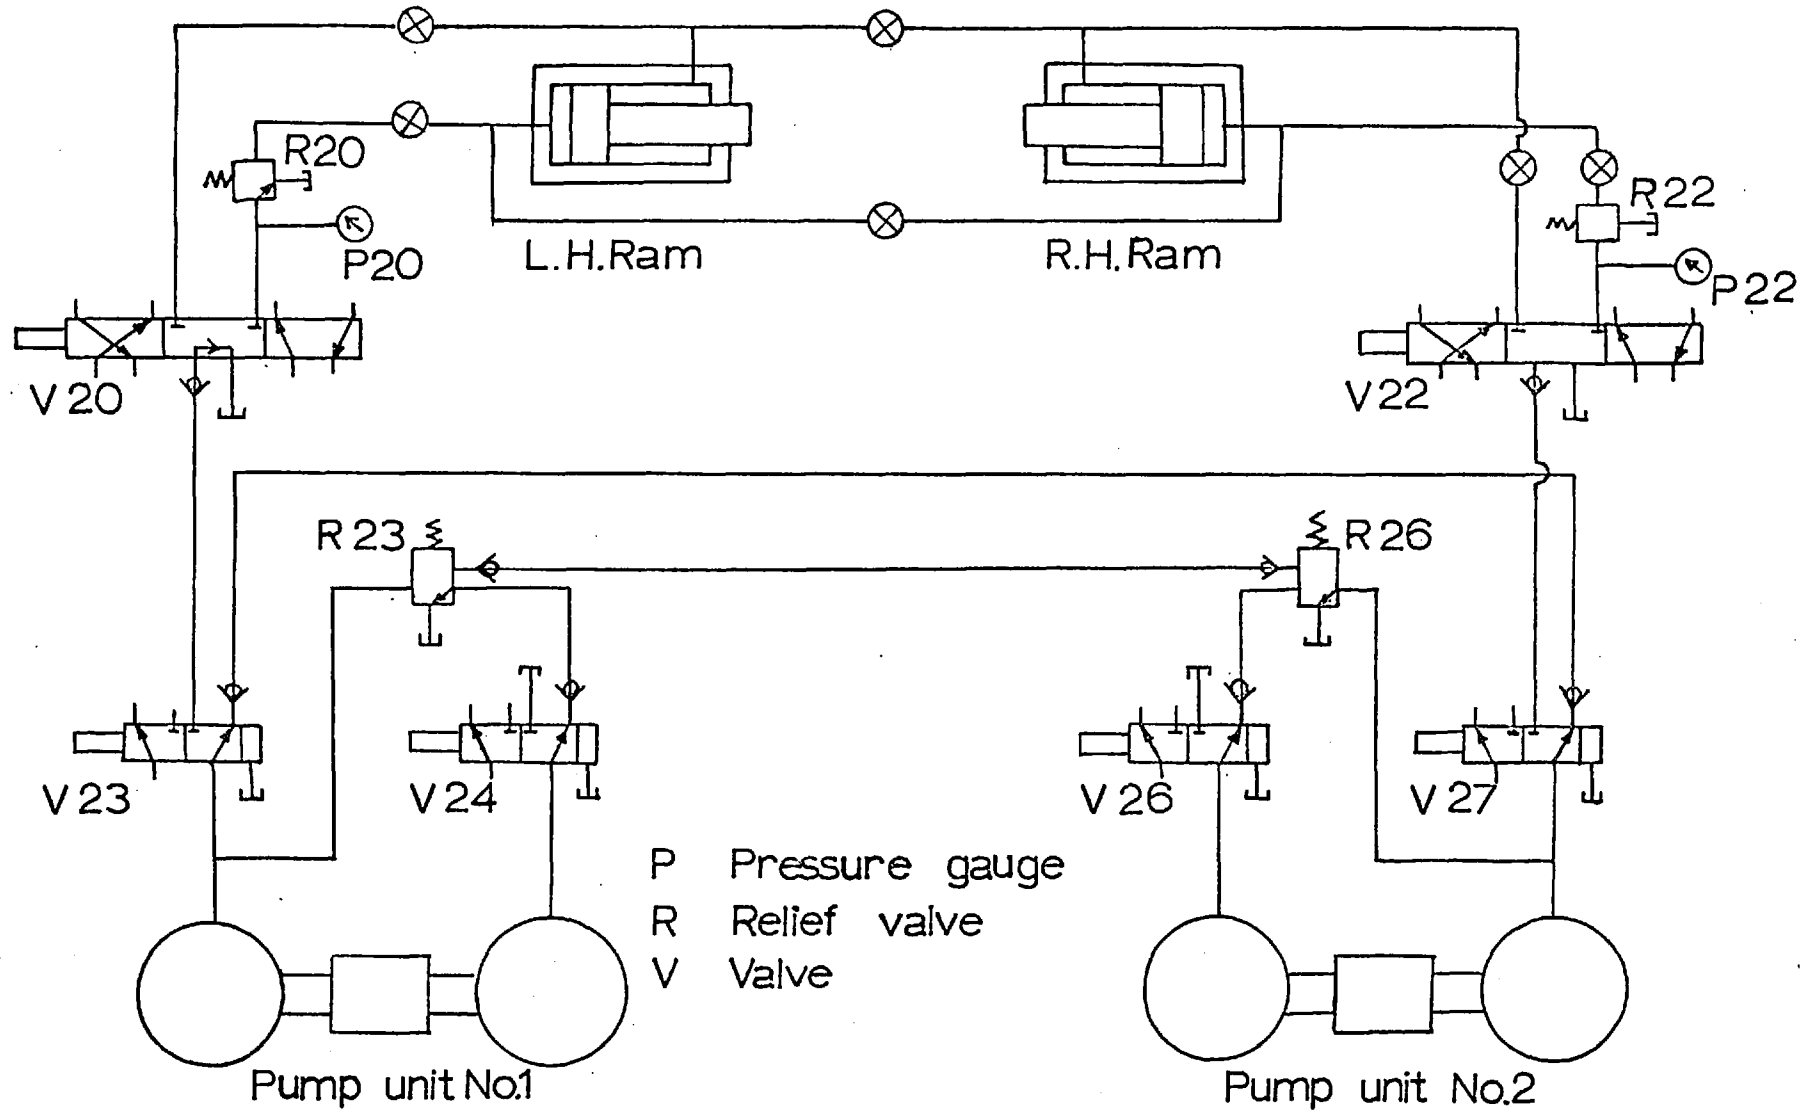 R20
P20
L.H.Ram
R.H.Ram
R22
P22
V20
V22
R23
R26
V23
V24
V26
V27
P Pressure gauge
R Relief valve
V Valve
Pump unit No.1
Pump unit No.2